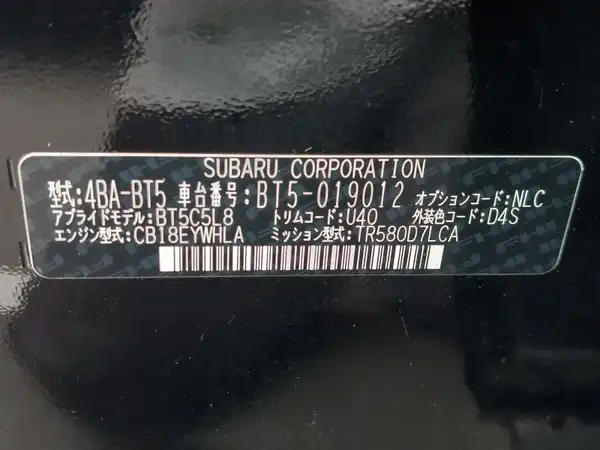 SUBARU CORPORATION
型式:4BA-BT5 車台番号:BT5-019012 オプションコード:NLC
アプライドモデル:BT5C5L8 トリムコード:U40 外装色コード:D4S
エンジン型式:CB18EYWHLA ミッション型式:TR580D7LCA